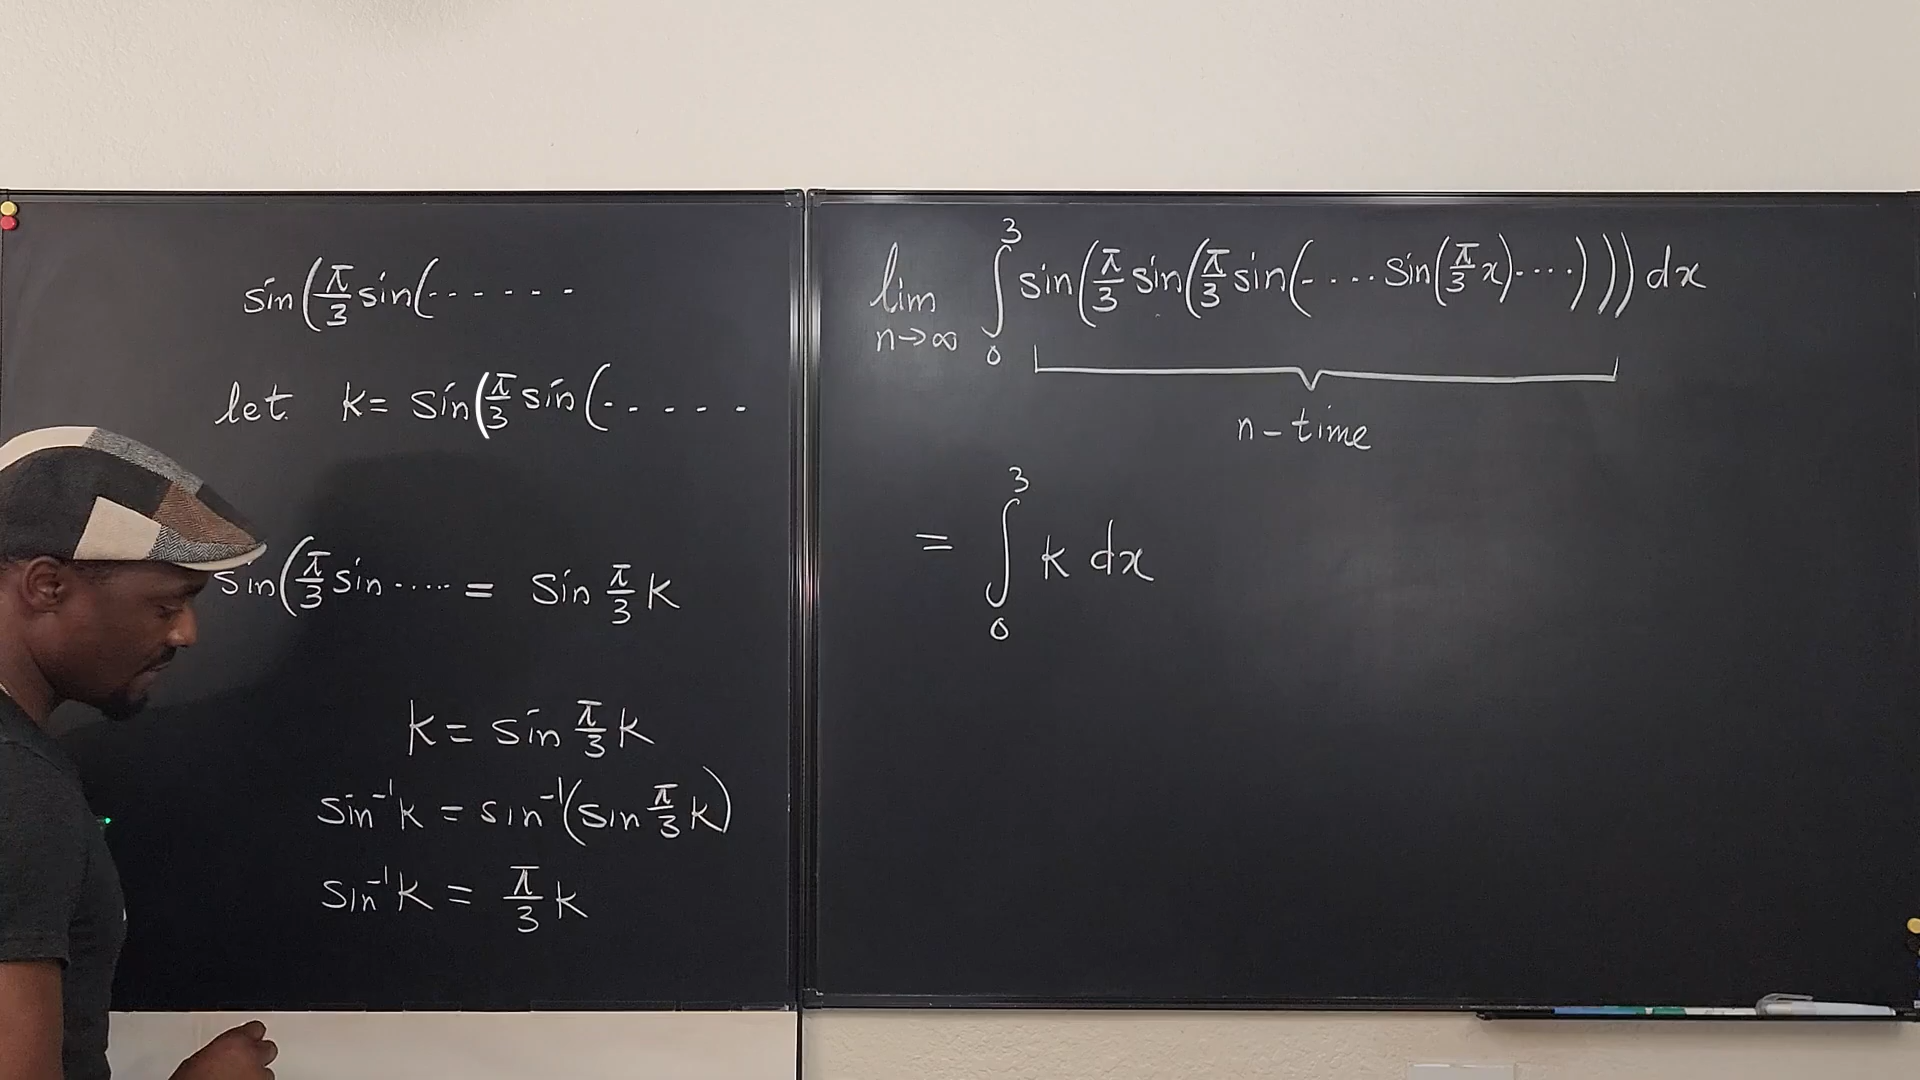 sin(π/3 sin(......
let k = sin(π/3 sin(.....
sin(π/3 sin ..... = sin π/3 k
k = sin π/3 k
sin⁻¹k = sin⁻¹(sin π/3 k)
sin⁻¹k = π/3 k
lim n→∞ ∫₀³ sin(π/3 sin(π/3 sin(....sin(π/3 x)....)))dx
n-time
= ∫₀³ k dx